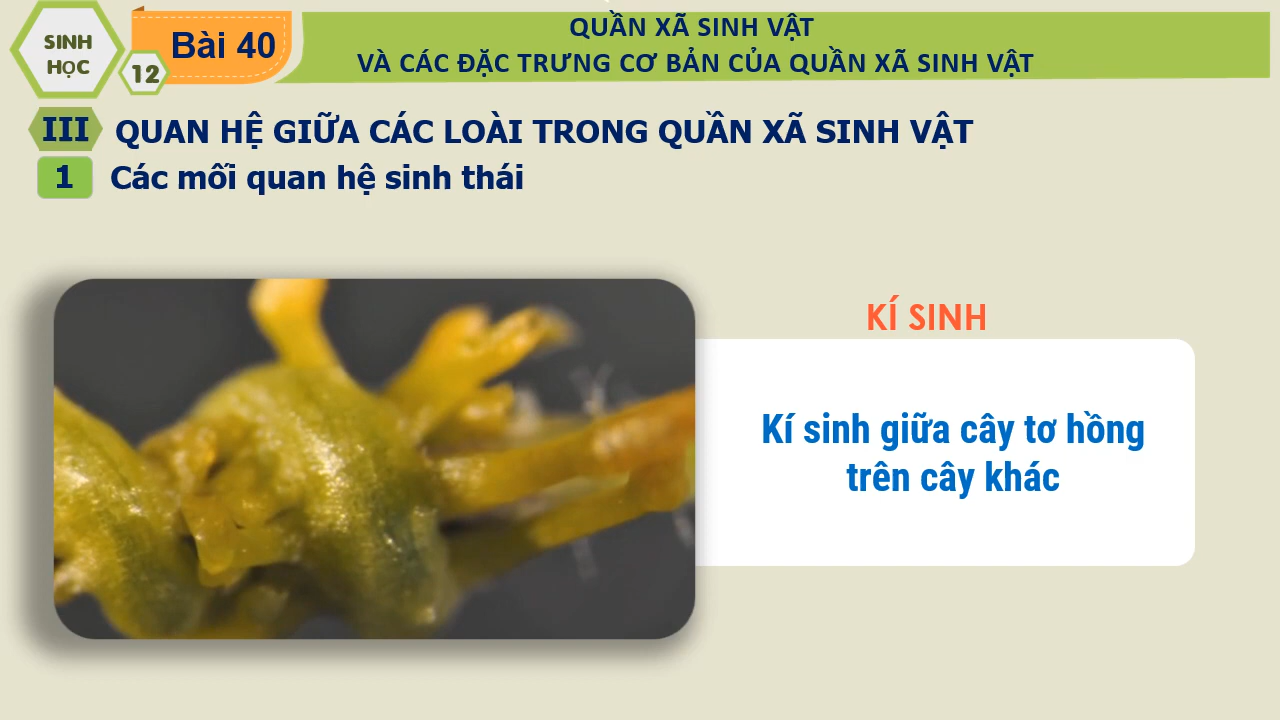 SINH
HỌC
12
Bài 40
QUẦN XÃ SINH VẬT
VÀ CÁC ĐẶC TRƯNG CƠ BẢN CỦA QUẦN XÃ SINH VẬT
III QUAN HỆ GIỮA CÁC LOÀI TRONG QUẦN XÃ SINH VẬT
1 Các mối quan hệ sinh thái
KÍ SINH
Kí sinh giữa cây tơ hồng
trên cây khác